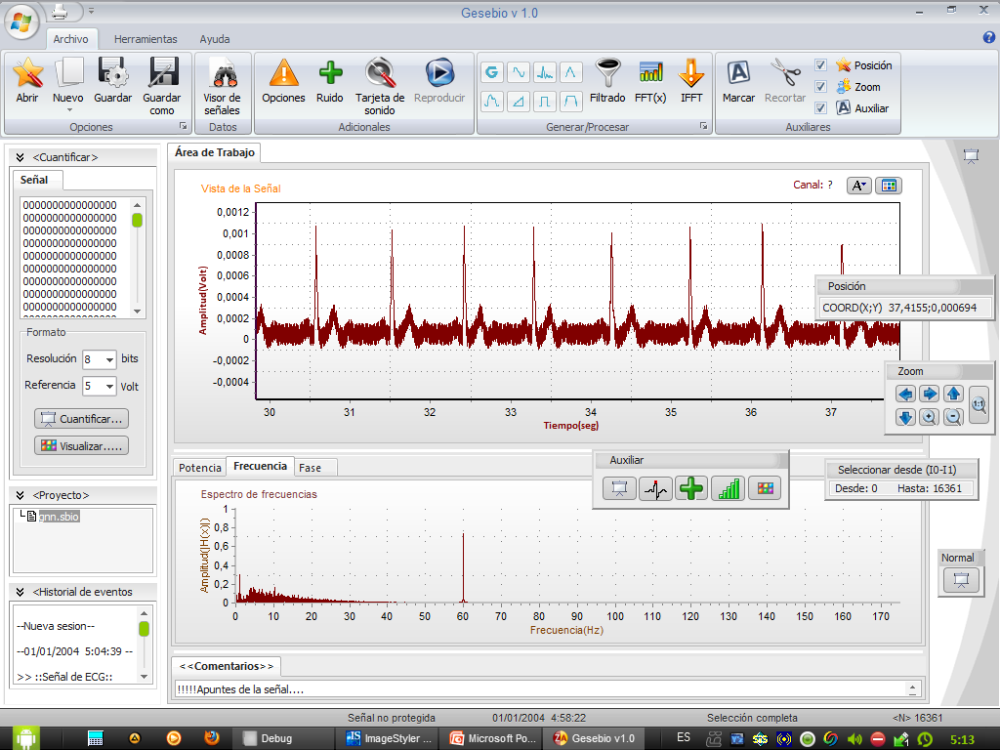 Gesebio v 1.0
Archivo Herramientas Ayuda
Abrir Nuevo Guardar Guardar como
Opciones
Visor de señales
Datos
Opciones Ruido Tarjeta de sonido Reproducir
Adicionales
Filtrado FFT(x) IFFT
Generar/Procesar
Marcar Recortar
Posición
Zoom
Auxiliar
Auxiliares
<Cuantificar>
Señal
0000000000000000
0000000000000000
0000000000000000
0000000000000000
0000000000000000
0000000000000000
0000000000000000
0000000000000000
0000000000000000
Formato
Resolución 8 bits
Referencia 5 Volt
Cuantificar...
Visualizar.....
<Proyecto>
gnn.sbio
<Historial de eventos
--Nueva sesion--
--01/01/2004 5:04:39 --
>> ::Señal de ECG::
Área de Trabajo
Vista de la Señal
Canal: ?
Amplitud(Volt)
0,0012
0,001
0,0008
0,0006
0,0004
0,0002
0
-0,0002
-0,0004
30 31 32 33 34 35 36 37
Tiempo(seg)
Posición
COORD(X;Y) 37,4155;0,000694
Zoom
1:1
Potencia Frecuencia Fase
Auxiliar
Seleccionar desde (I0-I1)
Desde: 0 Hasta: 16361
Normal
Espectro de frecuencias
Amplitud(|H(x)|)
1
0,8
0,6
0,4
0,2
0
0 10 20 30 40 50 60 70 80 90 100 110 120 130 140 150 160 170
Frecuencia(Hz)
<<Comentarios>>
!!!!!Apuntes de la señal....
Señal no protegida 01/01/2004 4:58:22 Selección completa <N> 16361
Debug ImageStyler ... Microsoft Po... Gesebio v1.0 ES 5:13